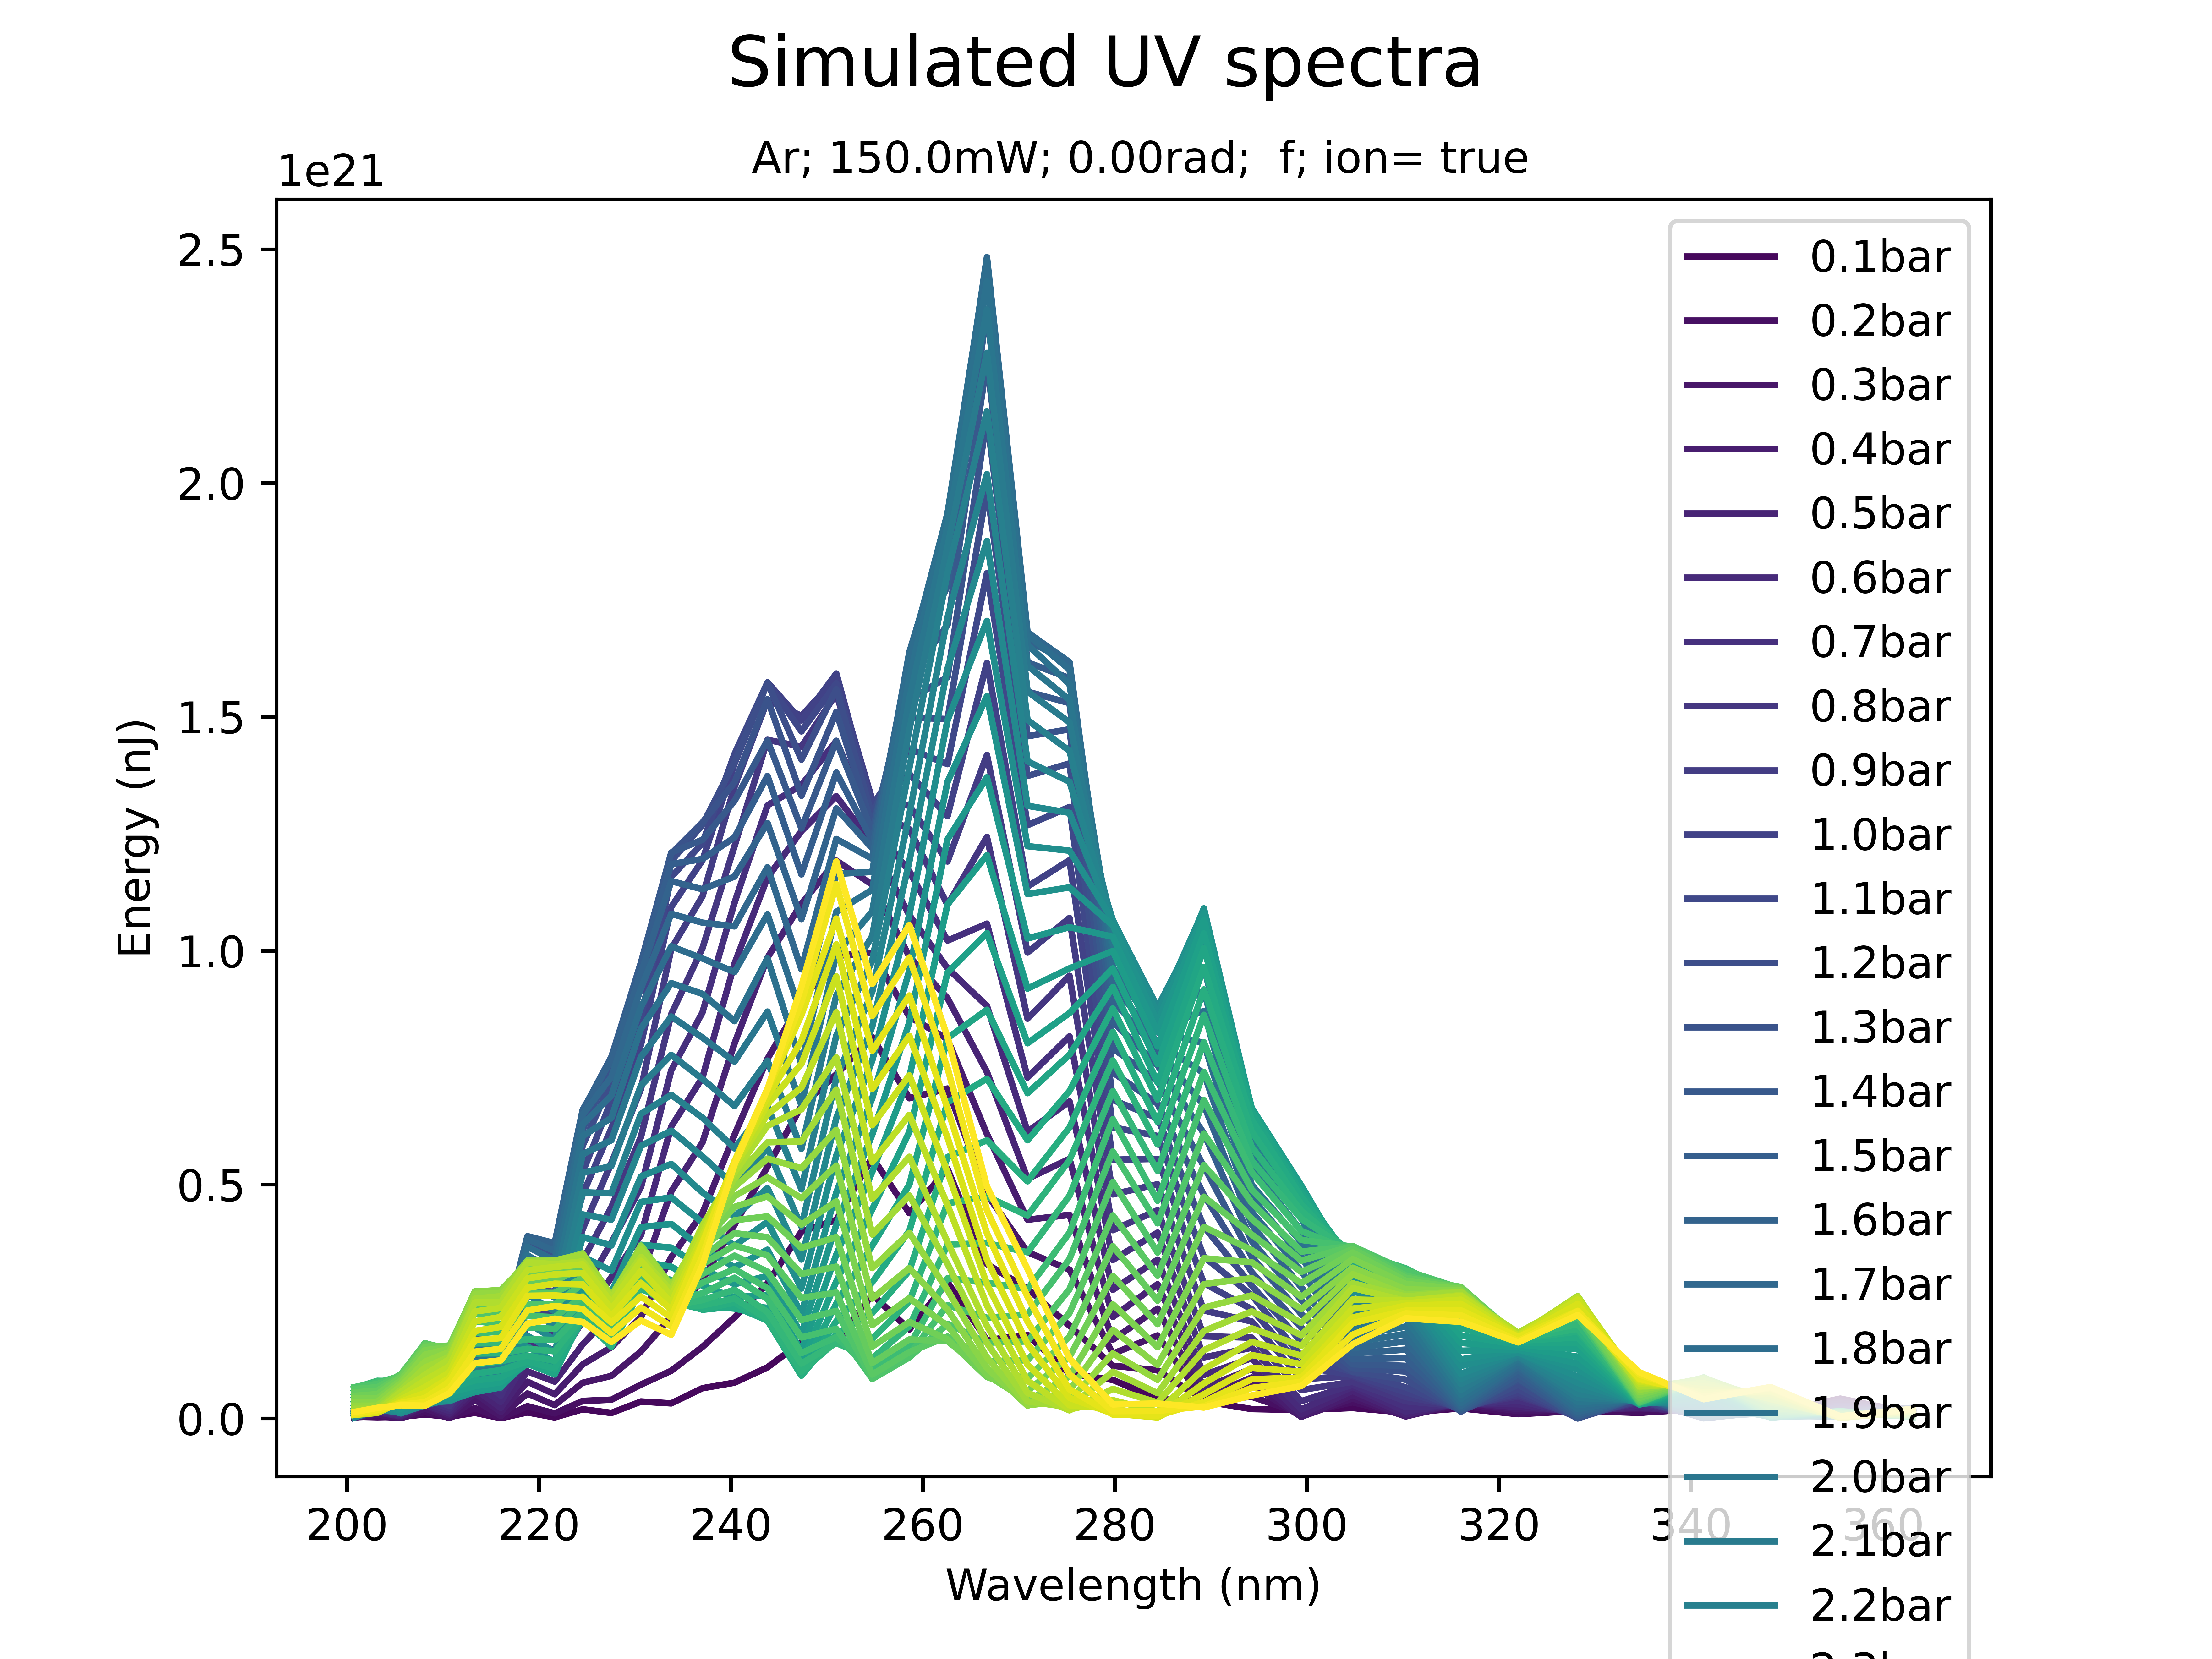 Simulated UV spectra
Ar; 150.0mW; 0.00rad;  f; ion= true
1e21
2.5
2.0
1.5
1.0
0.5
0.0
Energy (nJ)
200 220 240 260 280 300 320 340 360
Wavelength (nm)
0.1bar
0.2bar
0.3bar
0.4bar
0.5bar
0.6bar
0.7bar
0.8bar
0.9bar
1.0bar
1.1bar
1.2bar
1.3bar
1.4bar
1.5bar
1.6bar
1.7bar
1.8bar
1.9bar
2.0bar
2.1bar
2.2bar